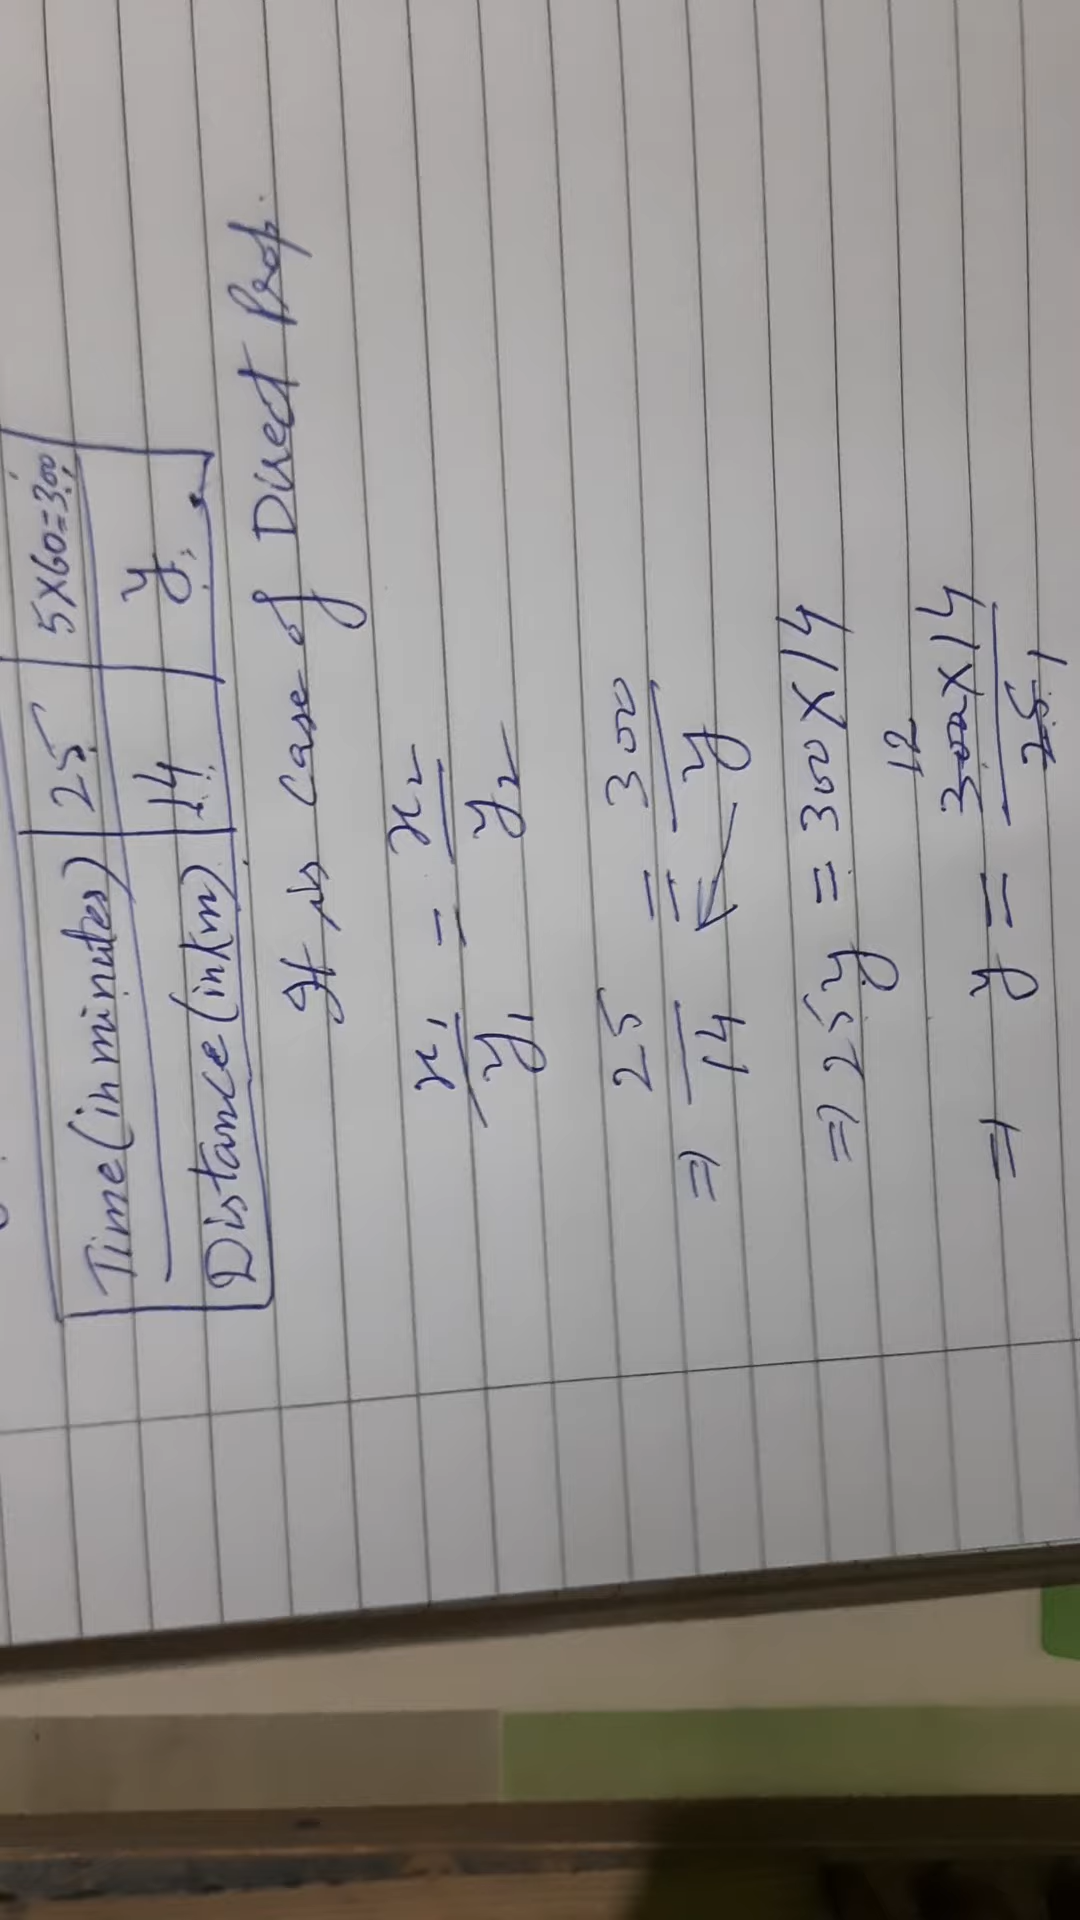 Time (in minutes) 25 5×60=300
Distance (in km) 14 y
It is case of Direct Prop.
x₁/y₁ = x₂/y₂
⇒ 25/14 = 300/y
⇒ 25y = 300×14
⇒ y = 300×14/25 12 1